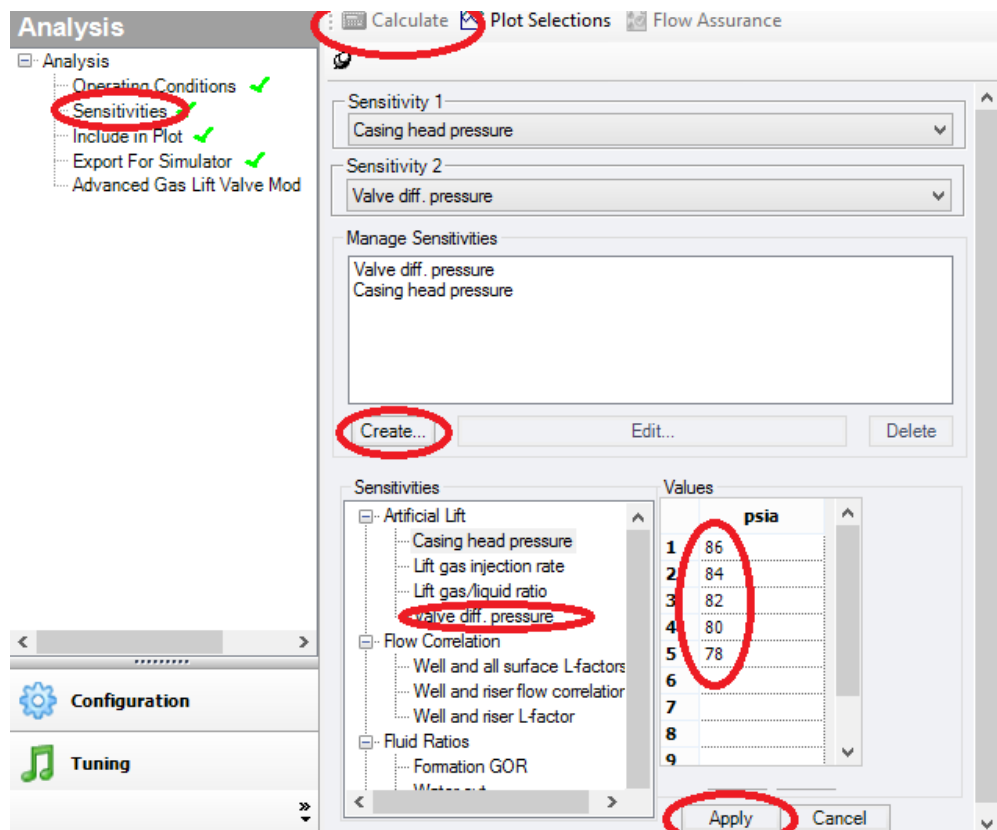 Analysis
Analysis
Operating Conditions
Sensitivities
Include in Plot
Export For Simulator
Advanced Gas Lift Valve Mod
Configuration
Tuning
»
Calculate Plot Selections Flow Assurance
Sensitivity 1
Casing head pressure
Sensitivity 2
Valve diff. pressure
Manage Sensitivities
Valve diff. pressure
Casing head pressure
Create... Edit... Delete
Sensitivities
Artificial Lift
Casing head pressure
Lift gas injection rate
Lift gas/liquid ratio
Valve diff. pressure
Flow Correlation
Well and all surface L-factors
Well and riser flow correlation
Well and riser L-factor
Fluid Ratios
Formation GOR
Water cut
Values
psia
1 86
2 84
3 82
4 80
5 78
6
7
8
9
Apply Cancel